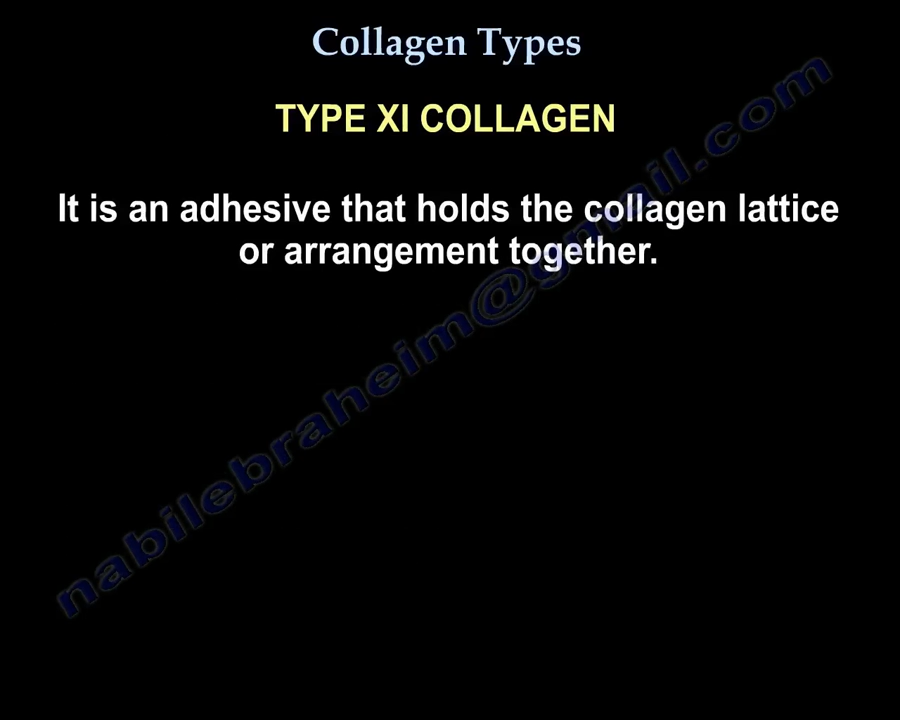 Collagen Types
TYPE XI COLLAGEN
It is an adhesive that holds the collagen lattice
or arrangement together.
nabilebraheim@gmail.com